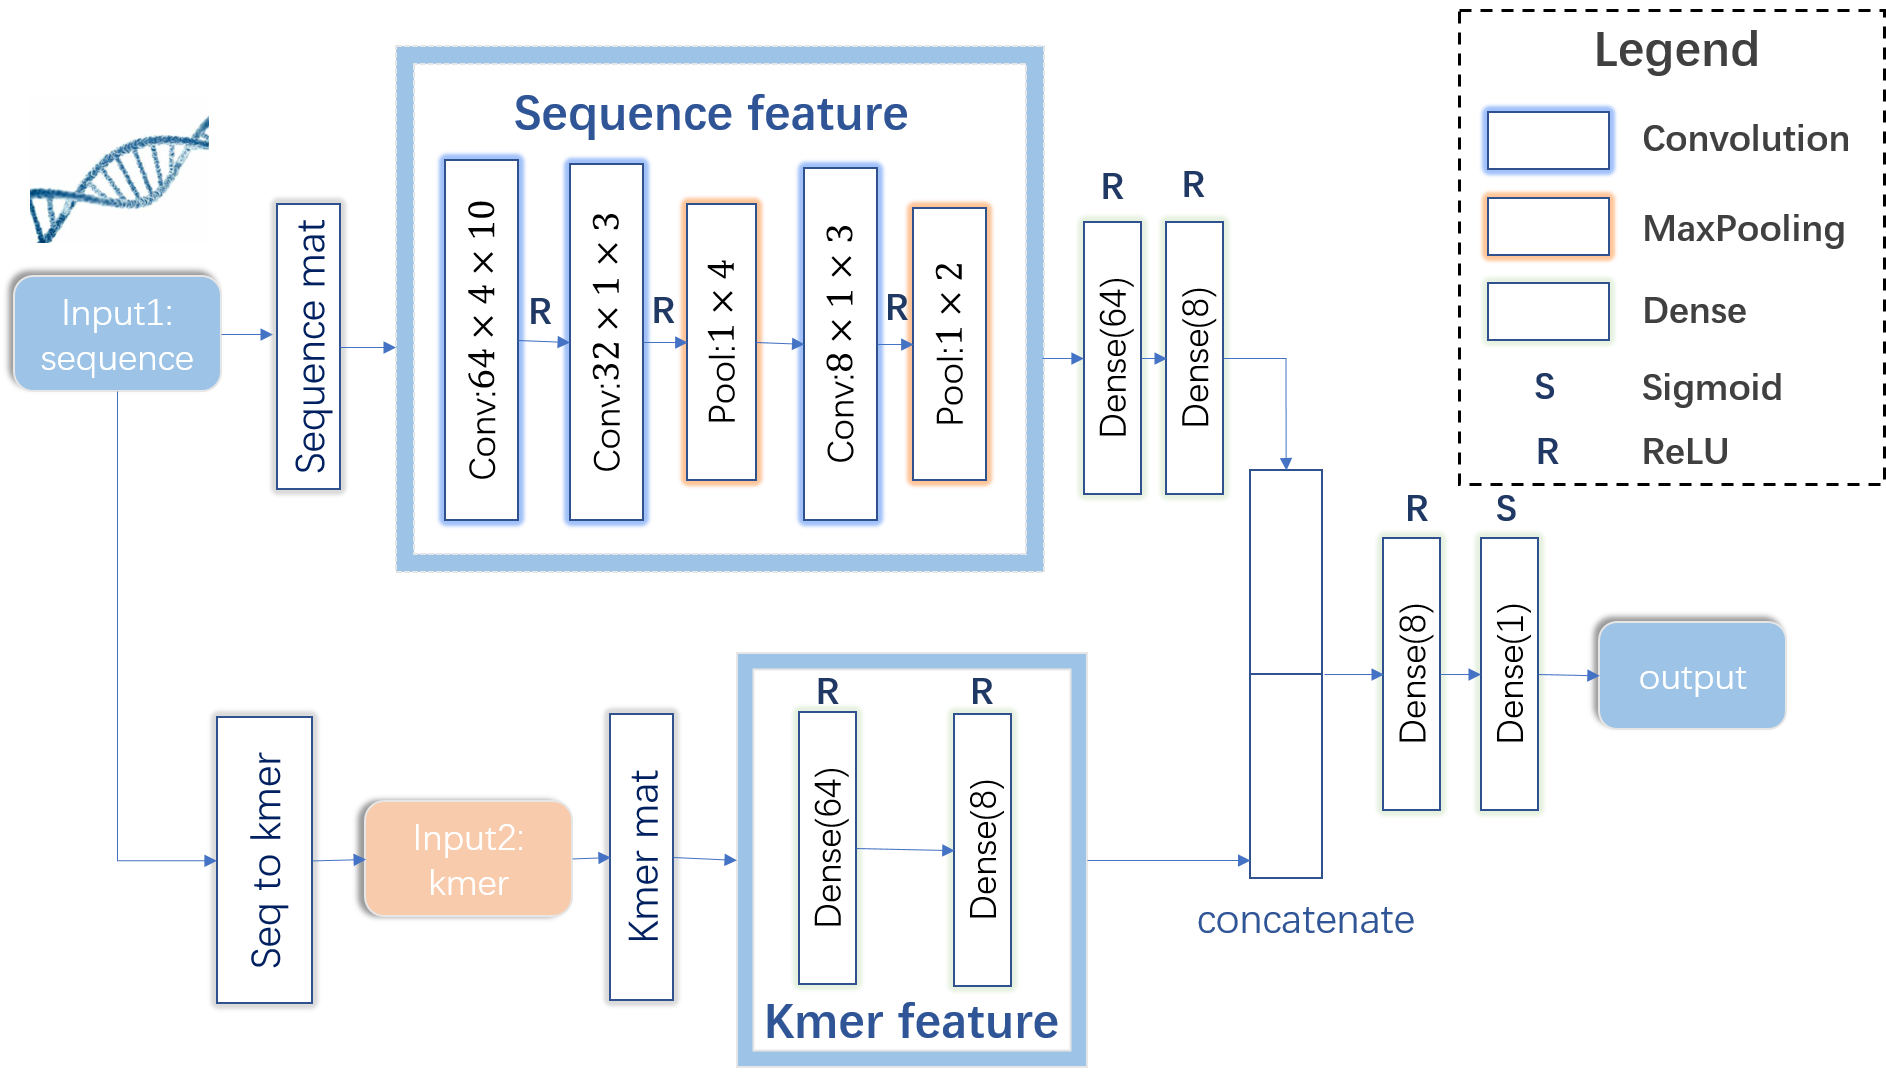 Legend
Convolution
MaxPooling
Dense
S Sigmoid
R ReLU
Sequence feature
Input1:
sequence
Sequence mat
Conv:64 × 4 × 10
R
Conv:32 × 1 × 3
R
Pool:1 × 4
Conv:8 × 1 × 3
R
Pool:1 × 2
R
Dense(64)
R
Dense(8)
Seq to kmer
Input2:
kmer
Kmer mat
R
Dense(64)
R
Dense(8)
Kmer feature
concatenate
R
Dense(8)
S
Dense(1)
output